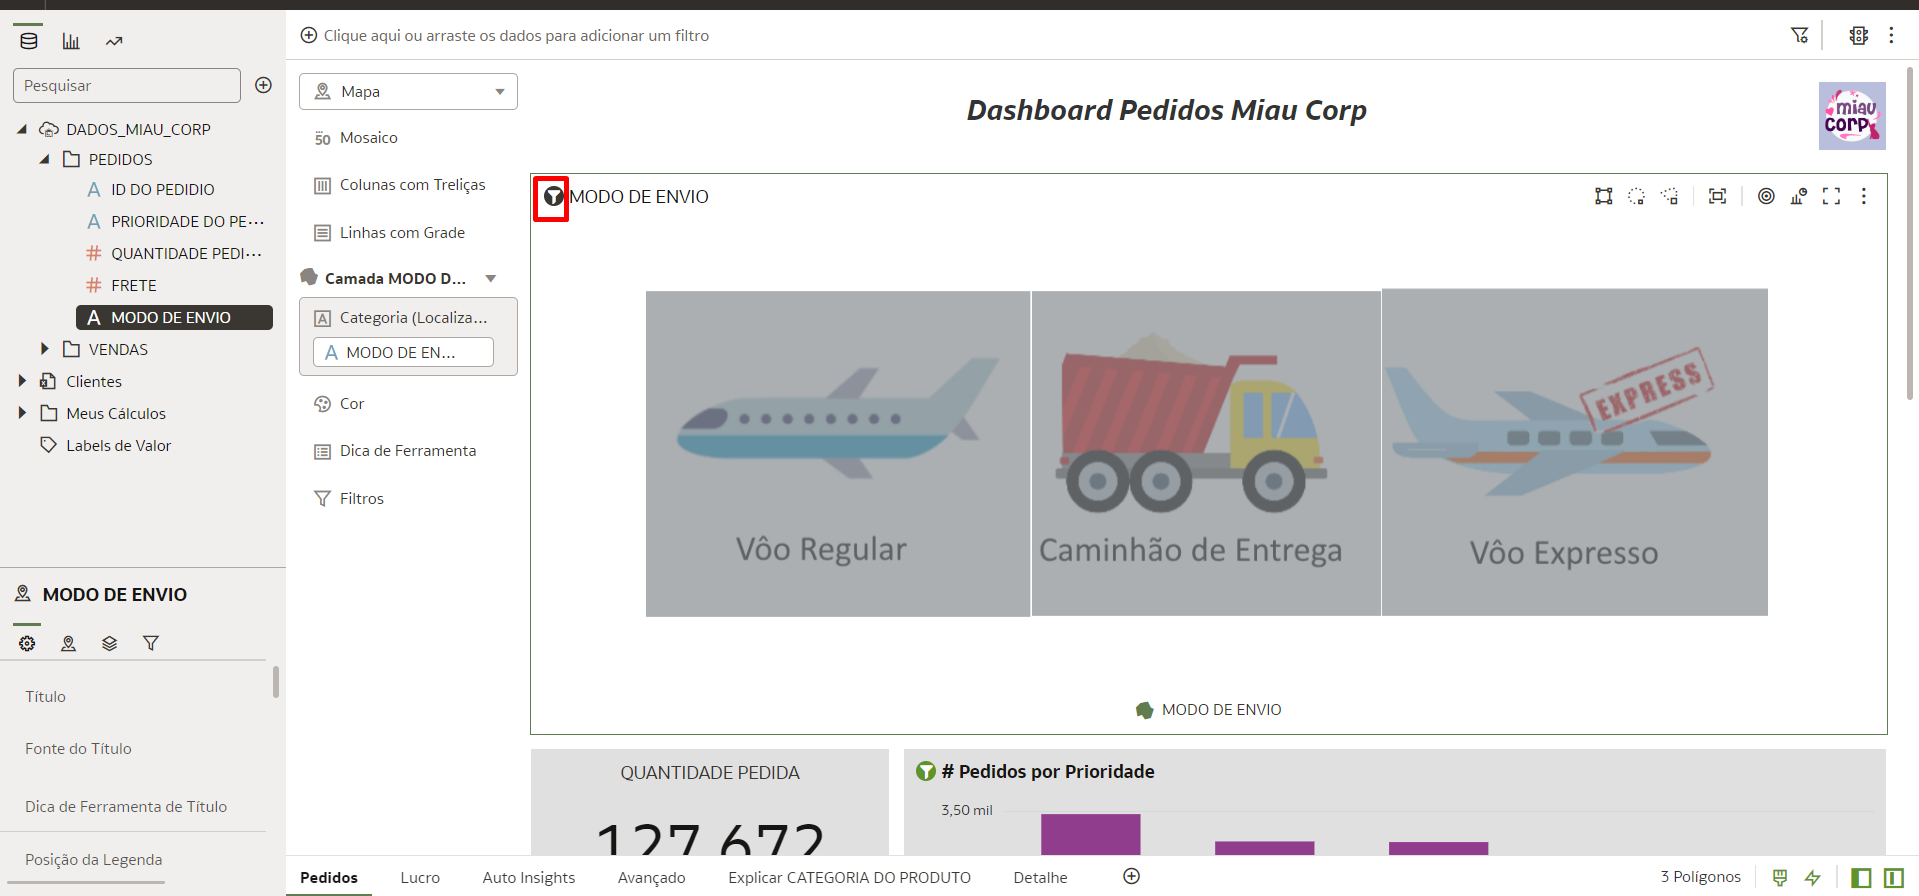 Clique aqui ou arraste os dados para adicionar um filtro
Pesquisar
DADOS_MIAU_CORP
PEDIDOS
A ID DO PEDIDIO
A PRIORIDADE DO PE...
# QUANTIDADE PEDI...
# FRETE
A MODO DE ENVIO
VENDAS
Clientes
Meus Cálculos
Labels de Valor
MODO DE ENVIO
Título
Fonte do Título
Dica de Ferramenta de Título
Posição da Legenda
Mapa
50 Mosaico
Colunas com Treliças
Linhas com Grade
Camada MODO D...
A Categoria (Localiza...
A MODO DE EN...
Cor
Dica de Ferramenta
Filtros
Dashboard Pedidos Miau Corp
miau
corp
MODO DE ENVIO
EXPRESS
Vôo Regular
Caminhão de Entrega
Vôo Expresso
MODO DE ENVIO
QUANTIDADE PEDIDA
127.672
# Pedidos por Prioridade
3,50 mil
Pedidos
Lucro
Auto Insights
Avançado
Explicar CATEGORIA DO PRODUTO
Detalhe
3 Polígonos